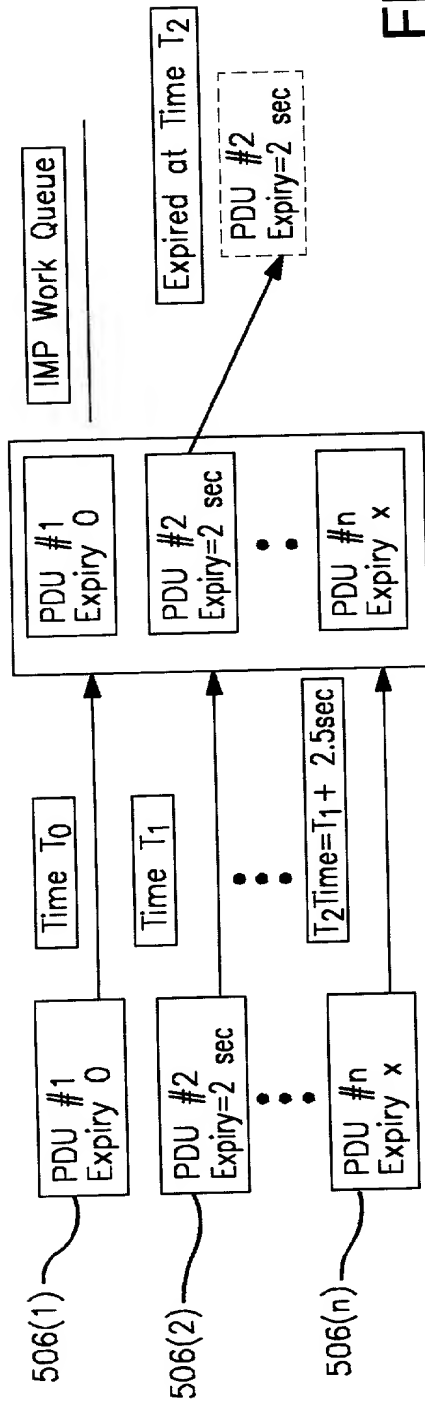 506(1)
PDU #1
Expiry 0
Time T0
PDU #1
Expiry 0
IMP Work Queue
506(2)
PDU #2
Expiry=2 sec
Time T1
PDU #2
Expiry=2 sec
Expired at Time T2
PDU #2
Expiry=2 sec
506(n)
PDU #n
Expiry x
T2Time=T1+ 2.5sec
PDU #n
Expiry x